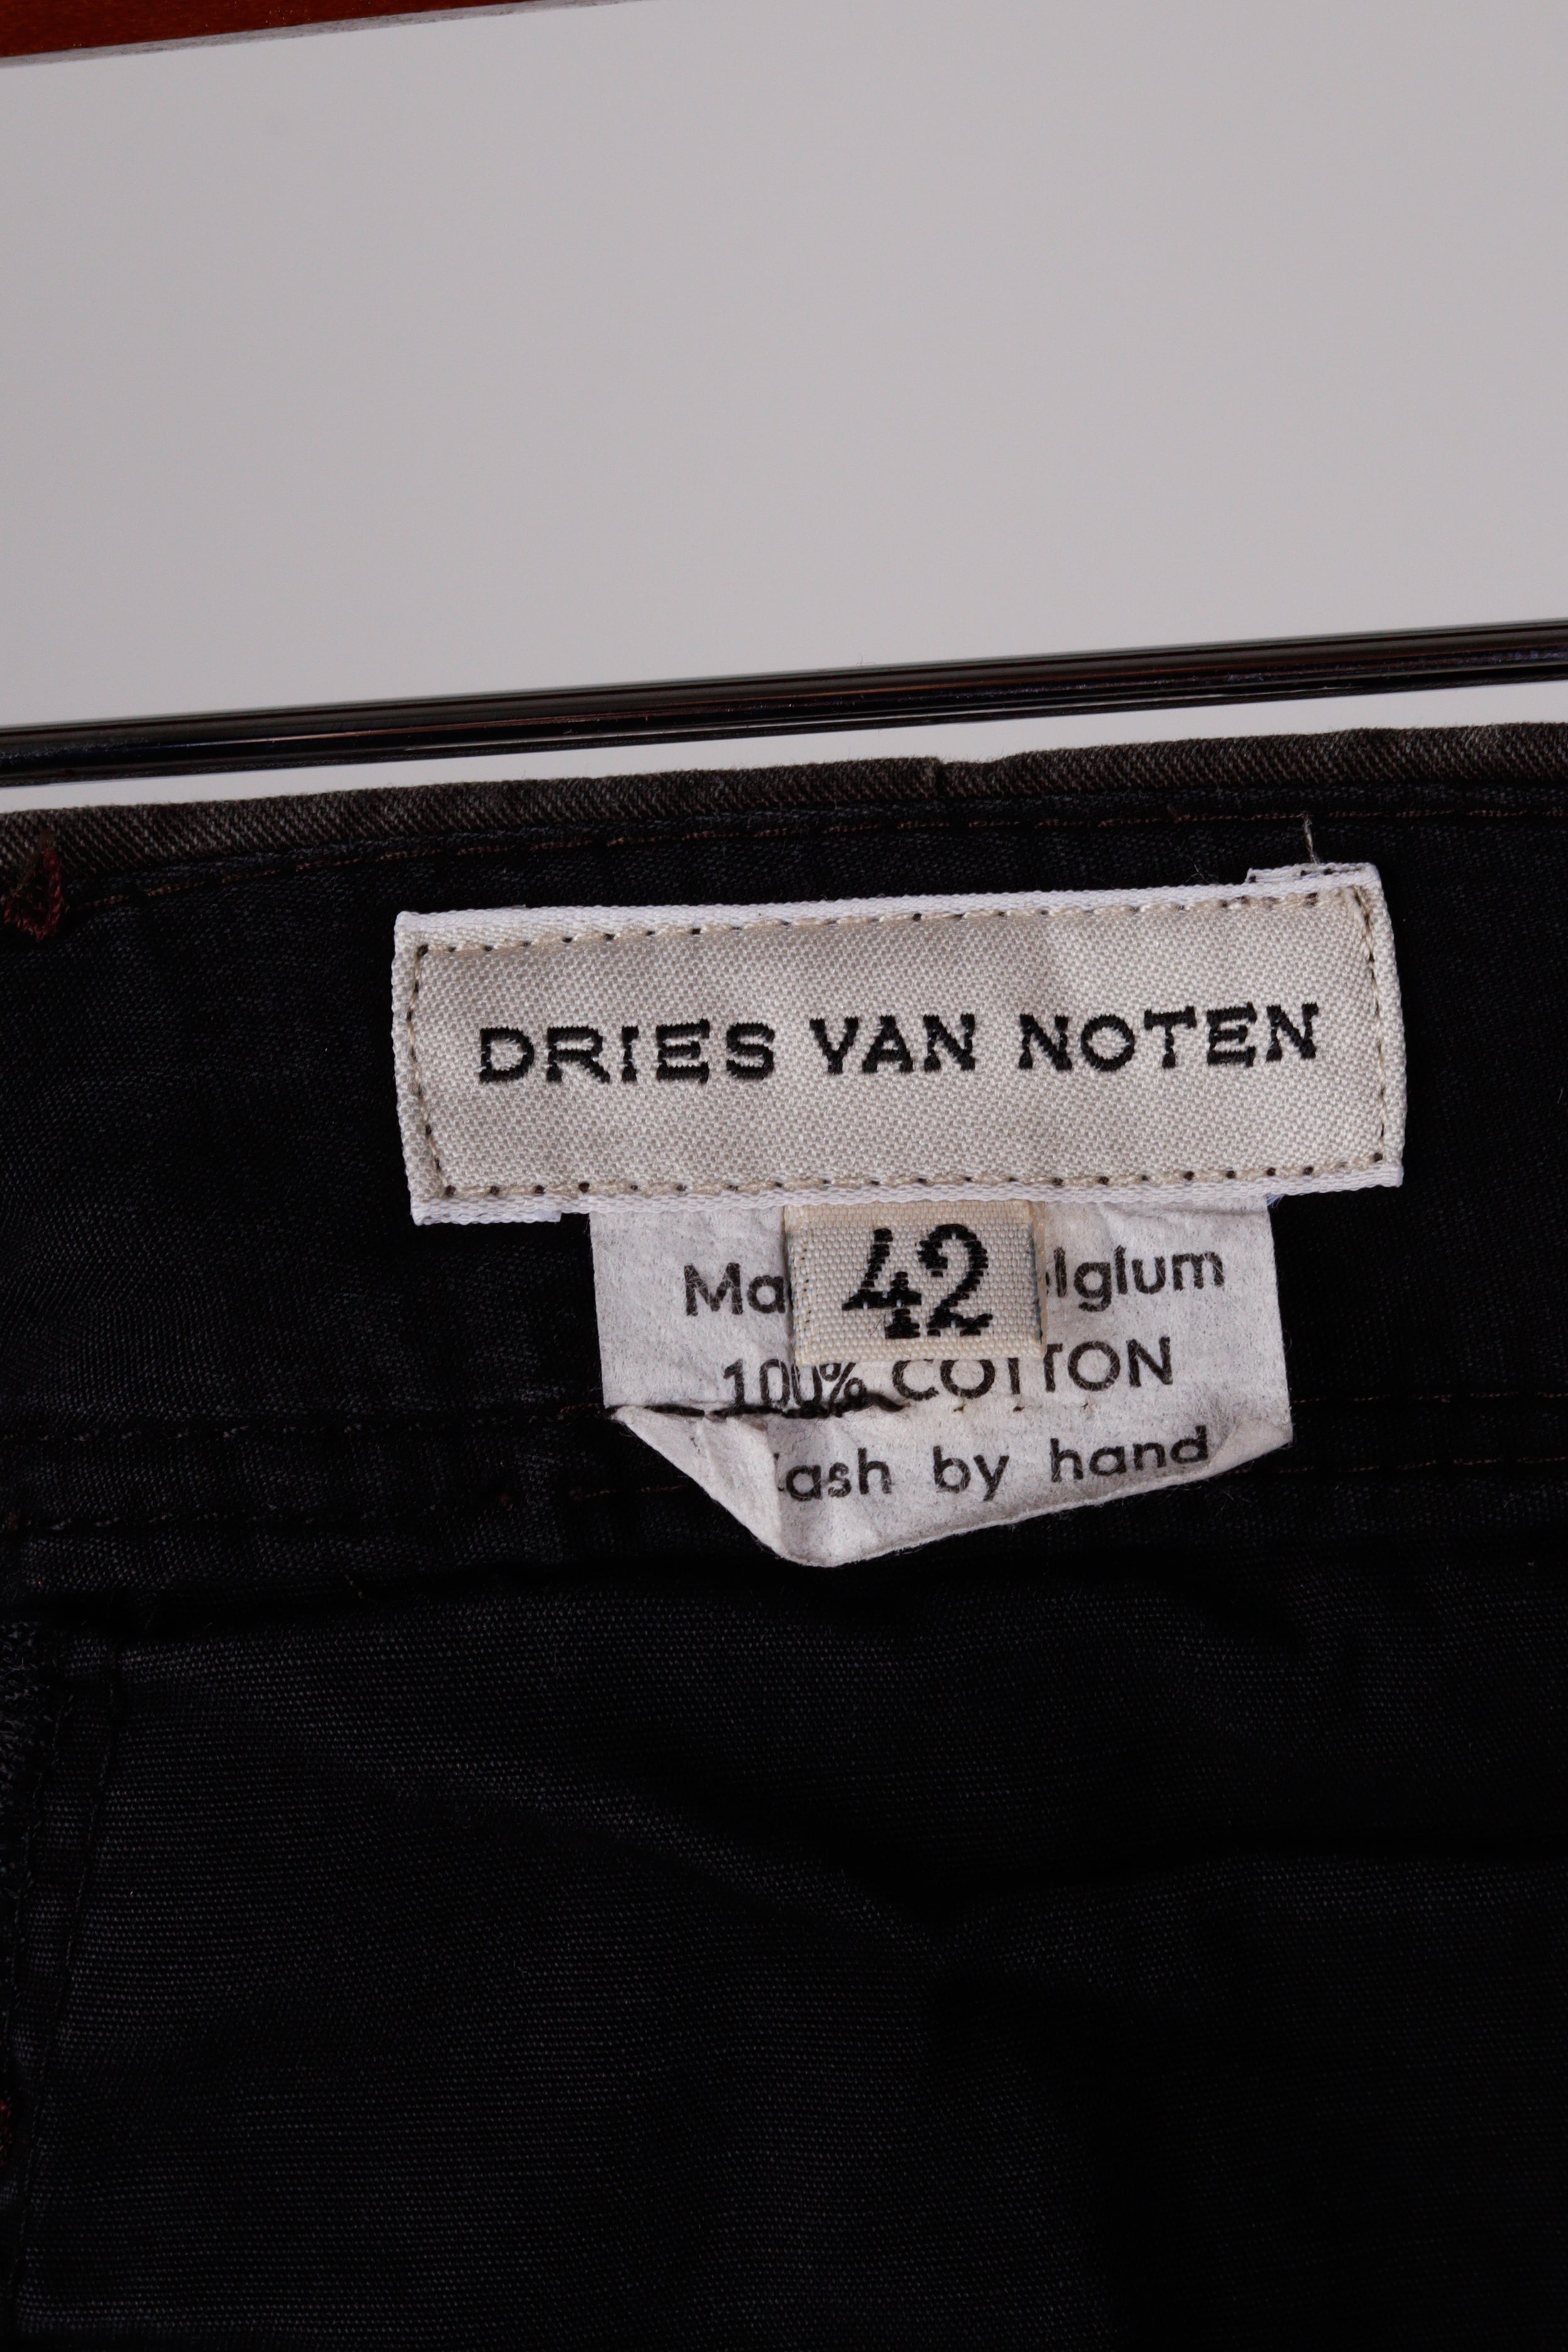 DRIES VAN NOTEN
42
100% COTTON
by hand